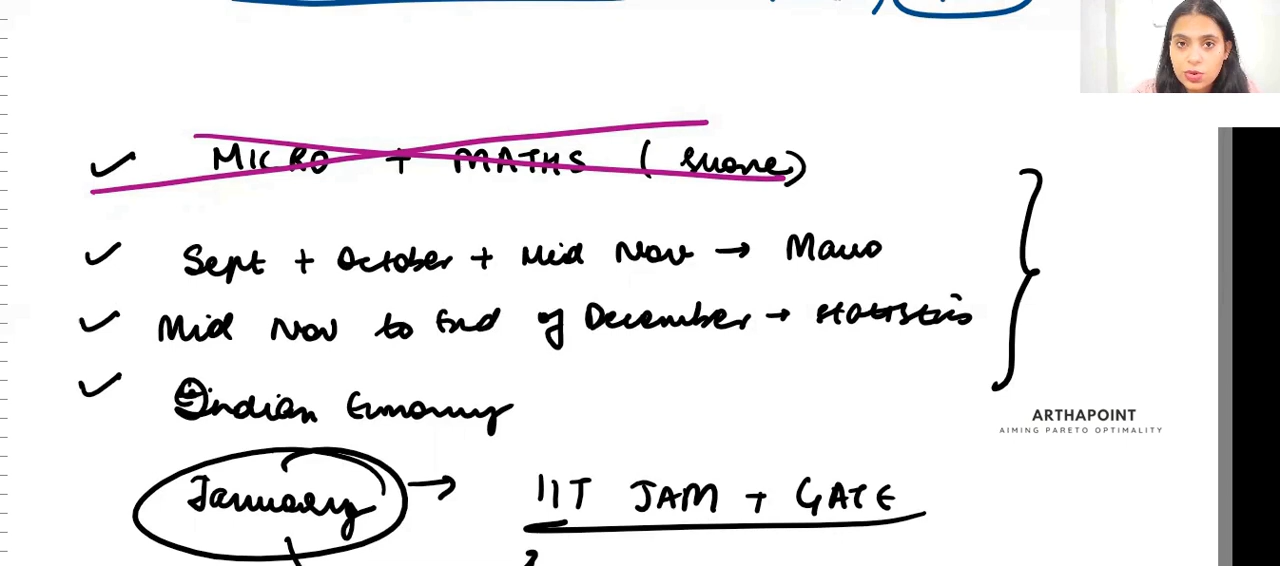 MICRO + MATHS (
Sept + October + Mid Nov → Macro
Mid Nov to End of December → statistics
Indian Economy
ARTHAPOINT
AIMING PARETO OPTIMALITY
January → IIT JAM + GATE